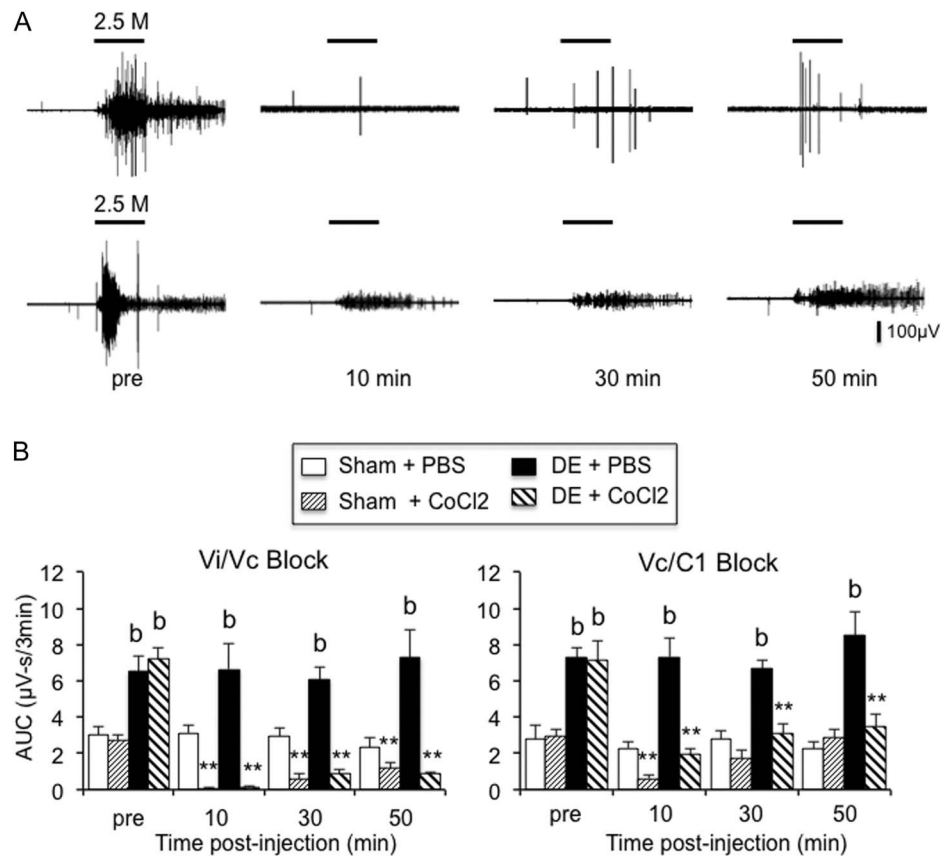 A
2.5 M
2.5 M
100µV
pre 10 min 30 min 50 min
B
Sham + PBS DE + PBS
Sham + CoCl2 DE + CoCl2
Vi/Vc Block Vc/C1 Block
AUC (µV-s/3min)
12 12
10 10
8 8
6 6
4 4
2 2
0 0
b b b b b b b b b b
** ** ** ** ** ** ** ** ** **
pre 10 30 50 pre 10 30 50
Time post-injection (min) Time post-injection (min)